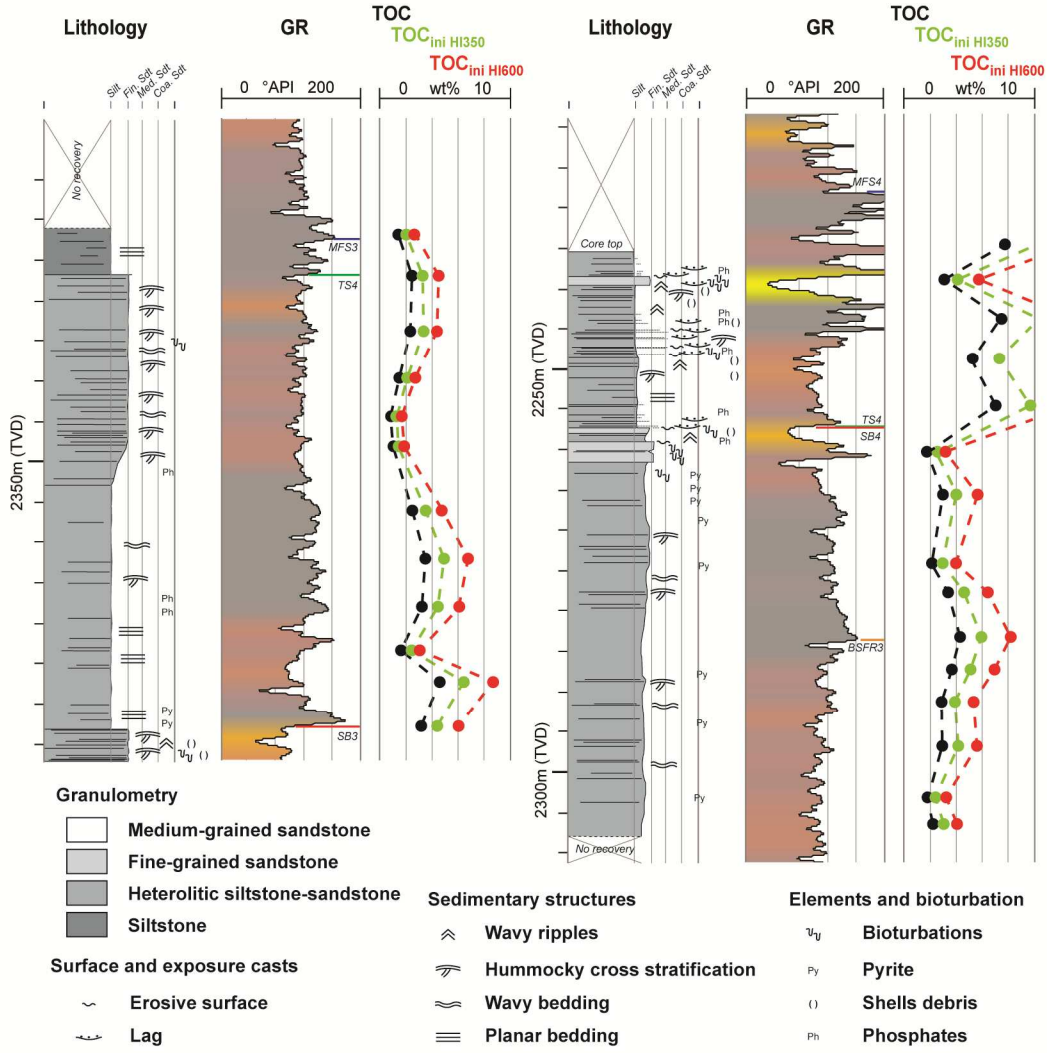 TOC
Lithology GR TOCini HI350
TOCini HI600
Silt Fin. Sdt Med. Sdt Coa. Sdt
0 °API 200
0 wt% 10
No recovery
MFS3
TS4
2350m (TVD)
Ph
Ph
Ph
Py
Py
SB3
()
()
TOC
Lithology GR TOCini HI350
TOCini HI600
Silt Fin. Sdt Med. Sdt Coa. Sdt
0 °API 200
0 wt% 10
MFS4
Core top
Ph
()
()
Ph
Ph ()
2250m (TVD)
Ph
()
()
Ph
TS4
()
SB4
Ph
Py
Py
Py
Py
Py
BSFR3
Py
Py
2300m (TVD)
Py
No recovery
Granulometry
Medium-grained sandstone
Fine-grained sandstone
Heterolitic siltstone-sandstone
Siltstone
Surface and exposure casts
Erosive surface
Lag
Sedimentary structures
Wavy ripples
Hummocky cross stratification
Wavy bedding
Planar bedding
Elements and bioturbation
Bioturbations
Py Pyrite
() Shells debris
Ph Phosphates